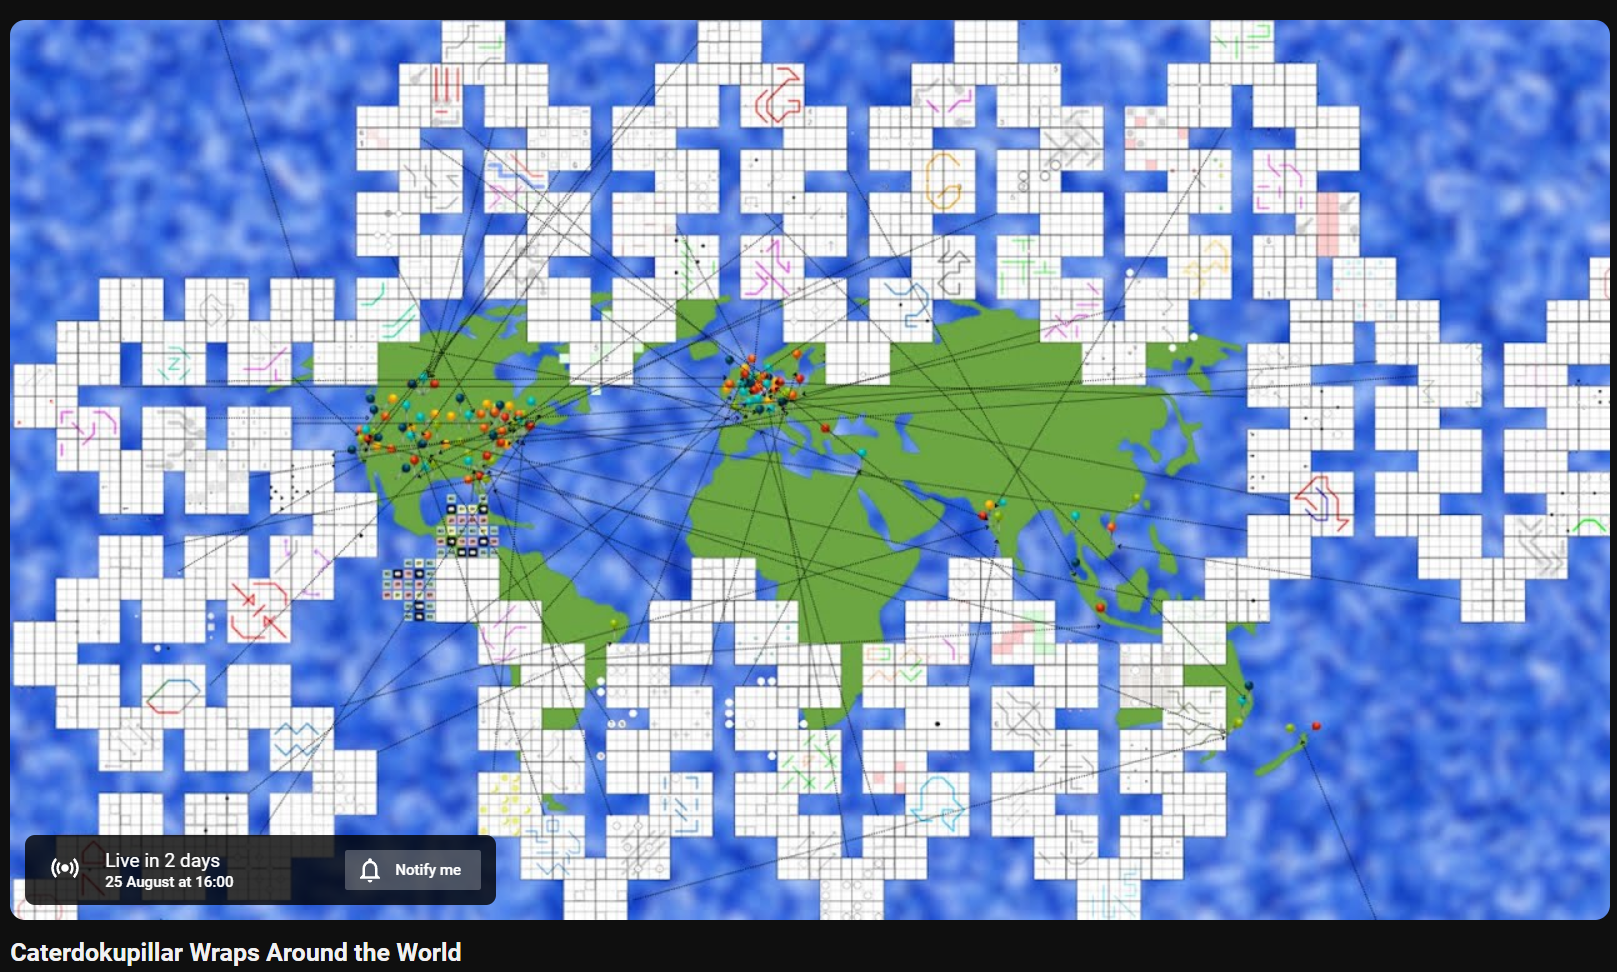 Live in 2 days
25 August at 16:00
Notify me
Caterdokupillar Wraps Around the World